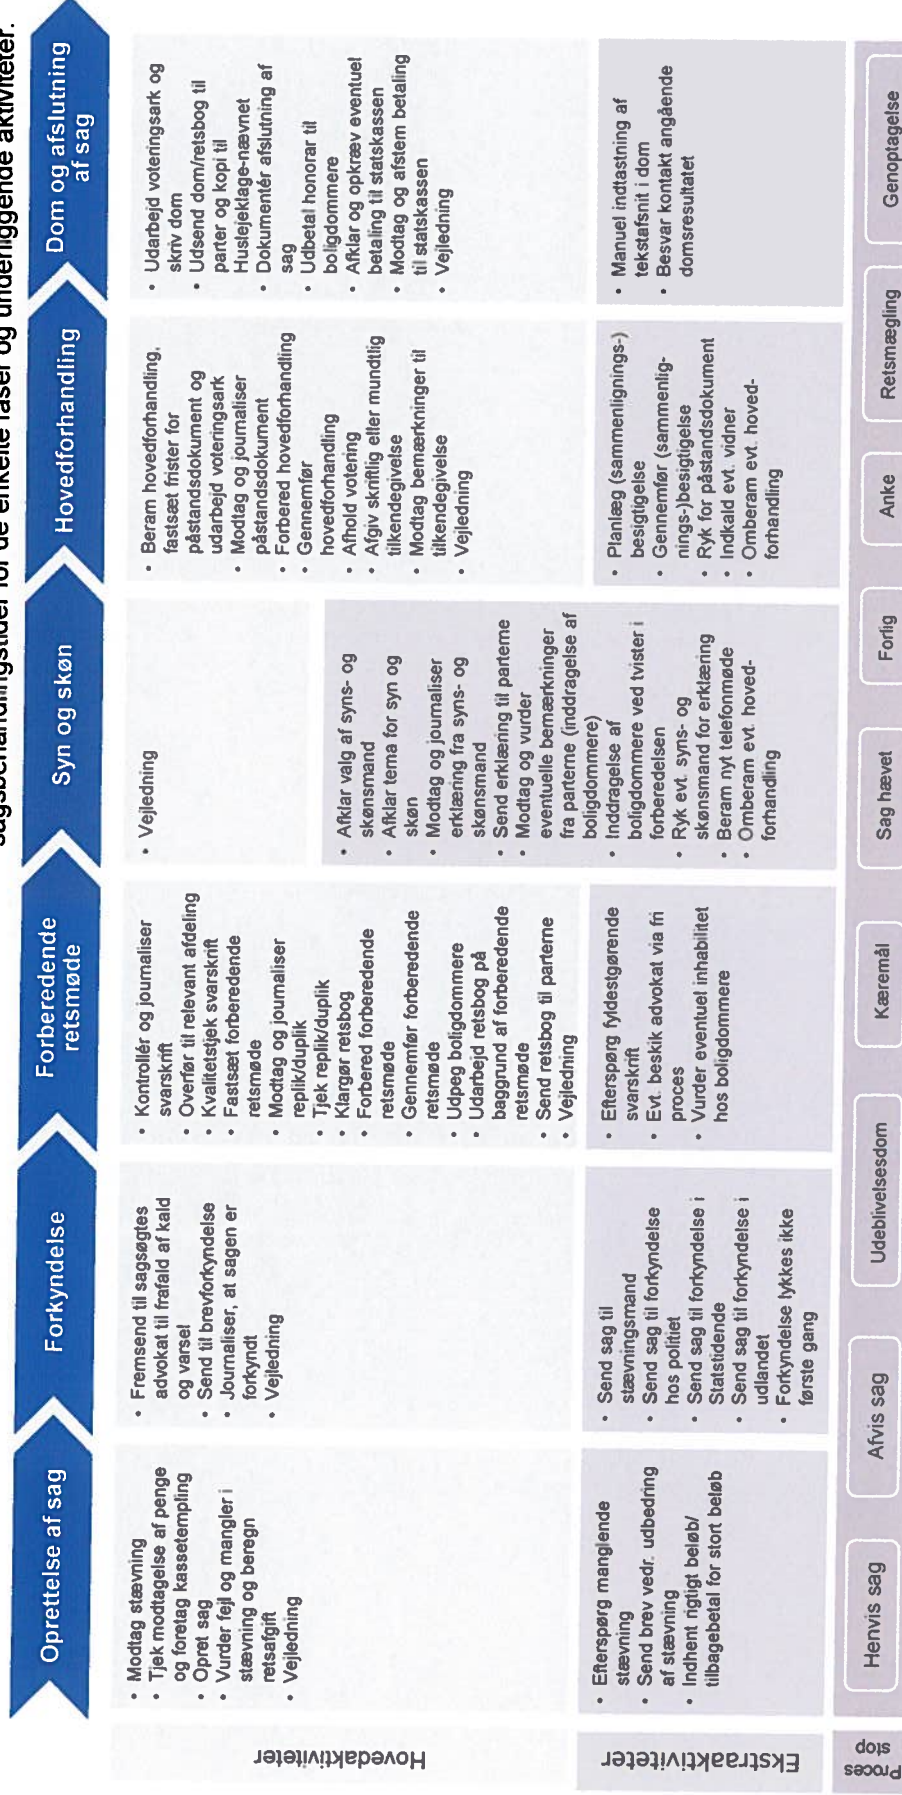 sagsbehandlingstider for de enkelte faser og underliggende aktiviteter.
Oprettelse af sag
Forkyndelse
Forberedende
retsmøde
Syn og skøn
Hovedforhandling
Dom og afslutning
af sag
Hovedaktiviteter
• Modtag stævning
• Tjek modtagelse af penge
og foretag kassetempling
• Opret sag
• Vurder fejl og mangler i
stævning og beregn
retsafgift
• Vejledning
• Fremsend til sagsøgtes
advokat til frafald af kald
og varsel
• Send til brevforkyndelse
• Journaliser, at sagen er
forkyndt
• Vejledning
• Kontrollér og journaliser
svarskrift
• Overfør til relevant afdeling
• Kvalitetstjek svarskrift
• Fastsæt forberedende
retsmøde
• Modtag og journaliser
replik/duplik
• Tjek replik/duplik
• Klargør retsbog
• Forbered forberedende
retsmøde
• Gennemfør forberedende
retsmøde
• Udpeg boligdommere
• Udarbejd retsbog på
baggrund af forberedende
retsmøde
• Send retsbog til parterne
• Vejledning
• Vejledning
• Beram hovedforhandling,
fastsæt frister for
påstandsdokument og
udarbejd voteringsark
• Modtag og journaliser
påstandsdokument
• Forbered hovedforhandling
• Gennemfør
hovedforhandling
• Afhold votering
• Afgiv skriftlig eller mundtlig
tilkendegivelse
• Modtag bemærkninger til
tilkendegivelse
• Vejledning
• Udarbejd voteringsark og
skriv dom
• Udsend dom/retsbog til
parter og kopi til
Huslejeklage-nævnet
• Dokumentér afslutning af
sag
• Udbetal honorar til
boligdommere
• Afklar og opkræv eventuel
betaling til statskassen
• Modtag og afstem betaling
til statskassen
• Vejledning
Ekstraaktiviteter
• Efterspørg manglende
stævning
• Send brev vedr. udbedring
af stævning
• Indhent rigtigt beløb/
tilbagebetal for stort beløb
• Send sag til
stævningsmand
• Send sag til forkyndelse
hos politiet
• Send sag til forkyndelse i
Statstidende
• Send sag til forkyndelse i
udlandet
• Forkyndelse lykkes ikke
første gang
• Efterspørg fyldestgørende
svarskrift
• Evt. beskik advokat via fri
proces
• Vurder eventuel inhabilitet
hos boligdommere
• Afklar valg af syns- og
skønsmand
• Afklar tema for syn og
skøn
• Modtag og journaliser
erklæring fra syns- og
skønsmand
• Send erklæring til parterne
• Modtag og vurder
eventuelle bemærkninger
fra parterne (inddragelse af
boligdommere)
• Inddragelse af
boligdommere ved tvister i
forberedelsen
• Ryk evt. syns- og
skønsmand for erklæring
• Beram nyt telefonmøde
• Omberam evt. hoved-
forhandling
• Planlæg (sammenlignings-)
besigtigelse
• Gennemfør (sammenlig-
nings-)besigtigelse
• Ryk for påstandsdokument
• Indkald evt. vidner
• Omberam evt. hoved-
forhandling
• Manuel indtastning af
tekstafsnit i dom
• Besvar kontakt angående
domsresultatet
Proces
stop
Henvis sag
Afvis sag
Udeblivelsesdom
Kæremål
Sag hævet
Forlig
Anke
Retsmægling
Genoptagelse